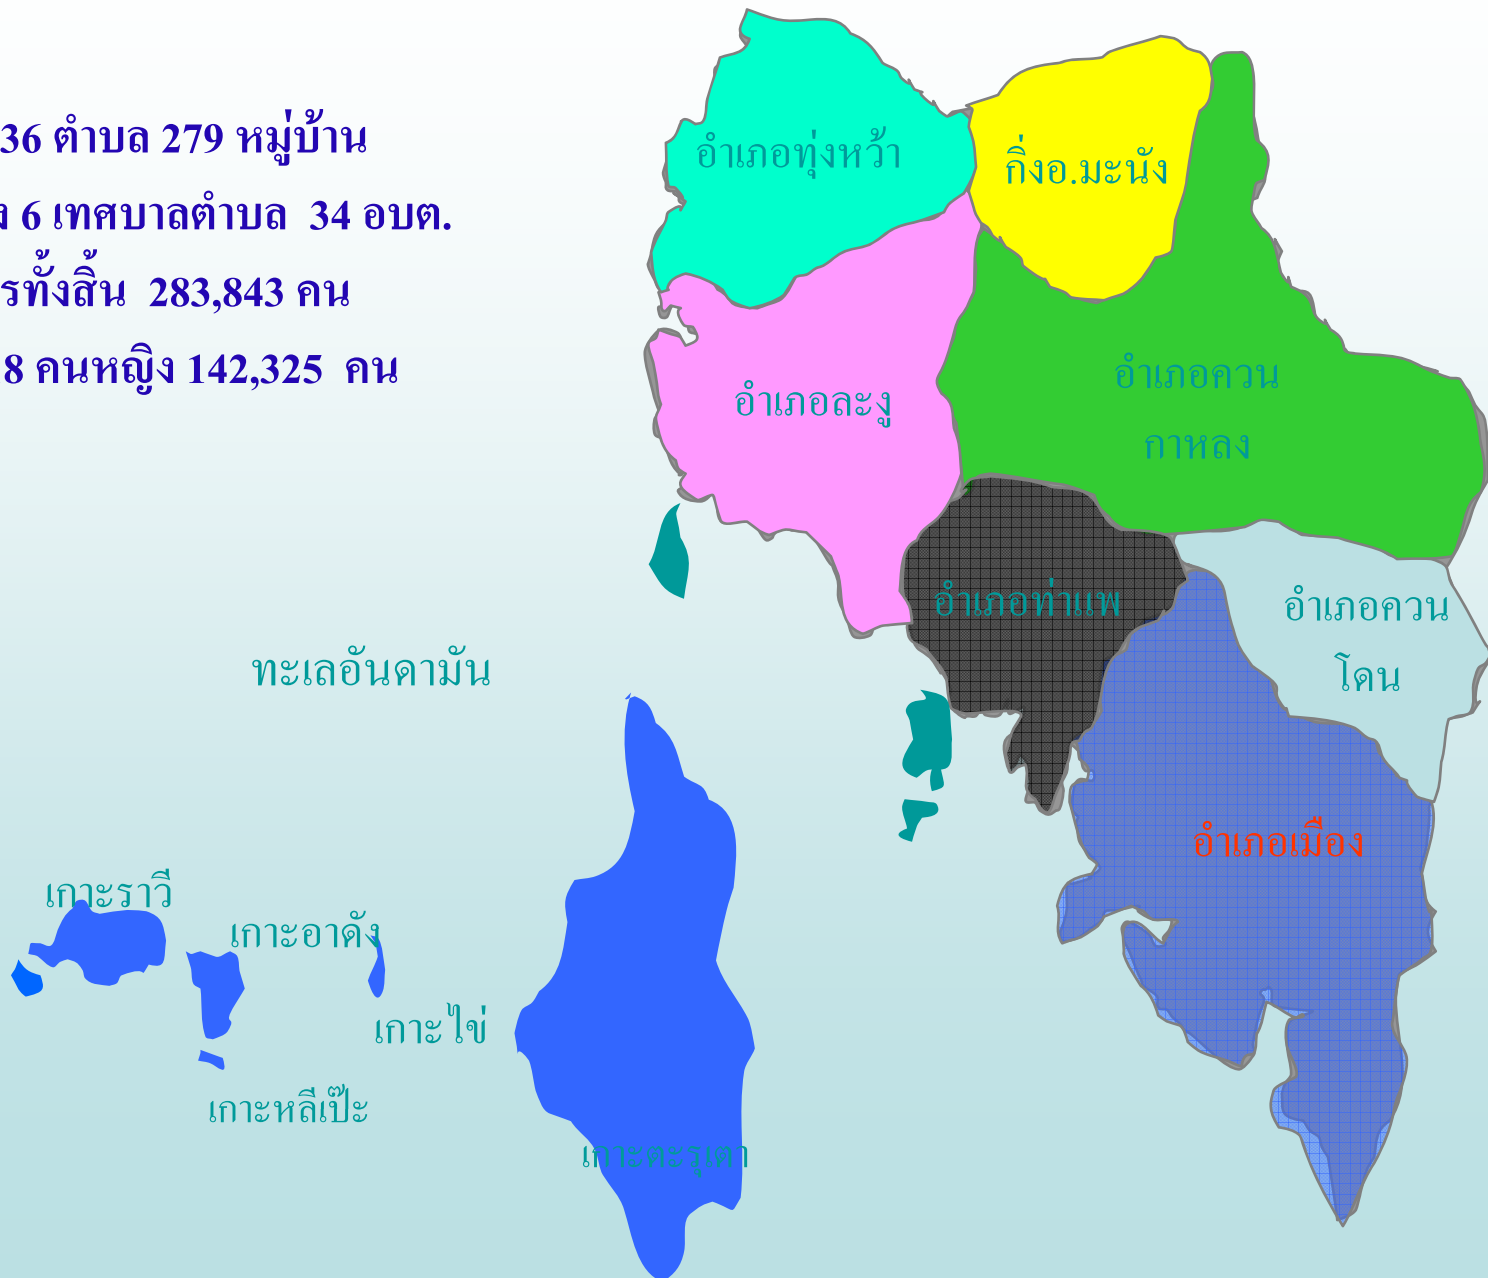 36 ตำบล 279 หมู่บ้าน
6 เทศบาลตำบล 34 อบต.
รทั้งสิ้น 283,843 คน
8 คนหญิง 142,325 คน
อำเภอทุ่งหว้า
กิ่งอ.มะนัง
อำเภอละงู
อำเภอควน
กาหลง
อำเภอท่าแพ
อำเภอควน
โดน
ทะเลอันดามัน
อำเภอเมือง
เกาะราวี
เกาะอาดัง
เกาะไข่
เกาะหลีเป๊ะ
เกาะตะรุเตา